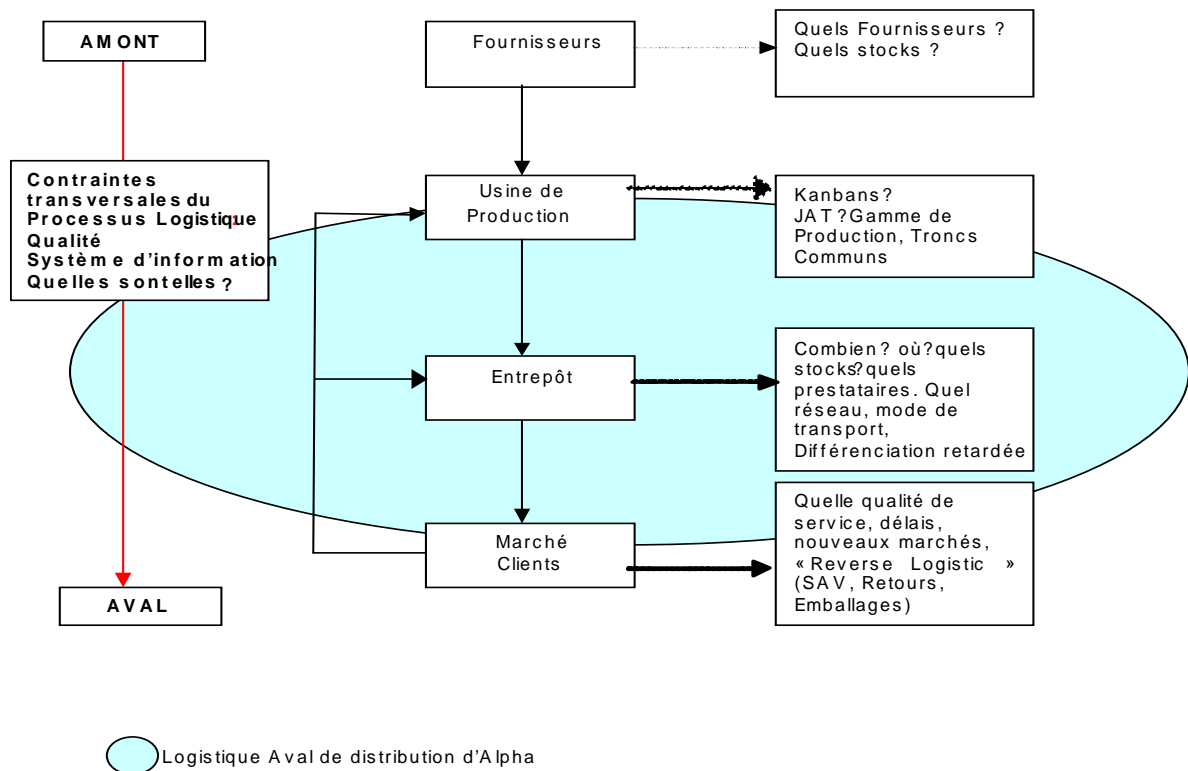 AMONT
Fournisseurs
Quels Fournisseurs ?
Quels stocks ?
Contraintes
transversales du
Processus Logistique :
Qualité
Système d'information
Quelles sontelles ?
Usine de
Production
Kanbans?
JAT ?Gamme de
Production, Troncs
Communs
Entrepôt
Combien? où?quels
stocks?quels
prestataires. Quel
réseau, mode de
transport,
Différenciation retardée
Marché
Clients
Quelle qualité de
service, délais,
nouveaux marchés,
« Reverse Logistic »
(SAV, Retours,
Emballages)
AVAL
Logistique Aval de distribution d'Alpha